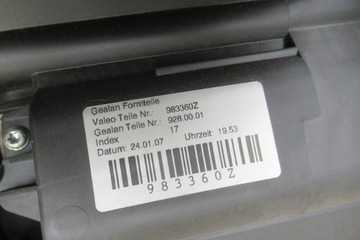 Gealan Formteile
Valeo Teile Nr.: 983360Z
Gealan Teile Nr.: 928.00.01
Index 17
Datum: 24.01.07 Uhrzeit: 19.53
983360Z